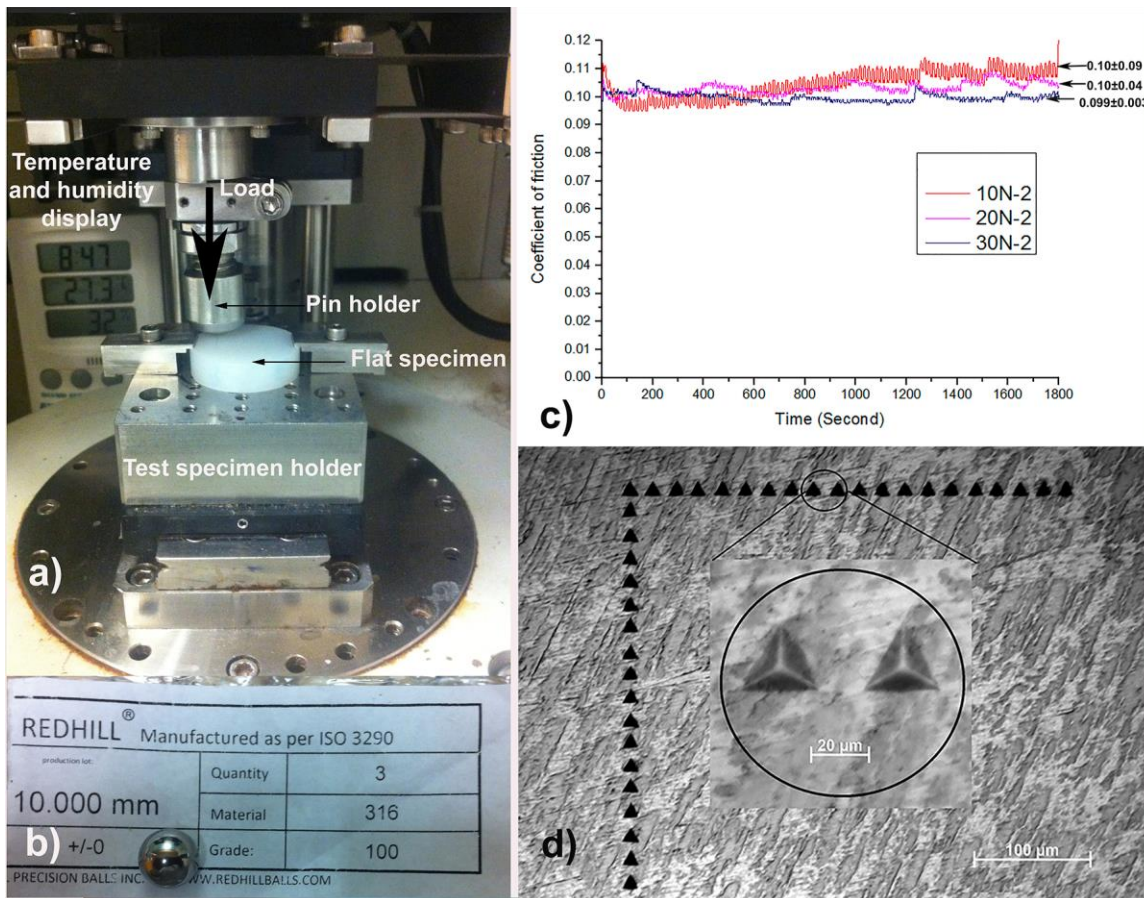 Temperature
and humidity
display
Load
8:47
27.3
32
Pin holder
Flat specimen
Test specimen holder
a)
REDHILL® Manufactured as per ISO 3290
production lot:
10.000 mm
+/-0
Quantity 3
Material 316
Grade: 100
b)
PRECISION BALLS INC.
WWW.REDHILLBALLS.COM
0.12
0.11
0.10
0.09
0.08
0.07
0.06
0.05
0.04
0.03
0.02
0.01
0.00
Coefficient of friction
0 200 400 600 800 1000 1200 1400 1600 1800
Time (Second)
0.10±0.09
0.10±0.04
0.099±0.003
10N-2
20N-2
30N-2
c)
20 µm
100 µm
d)